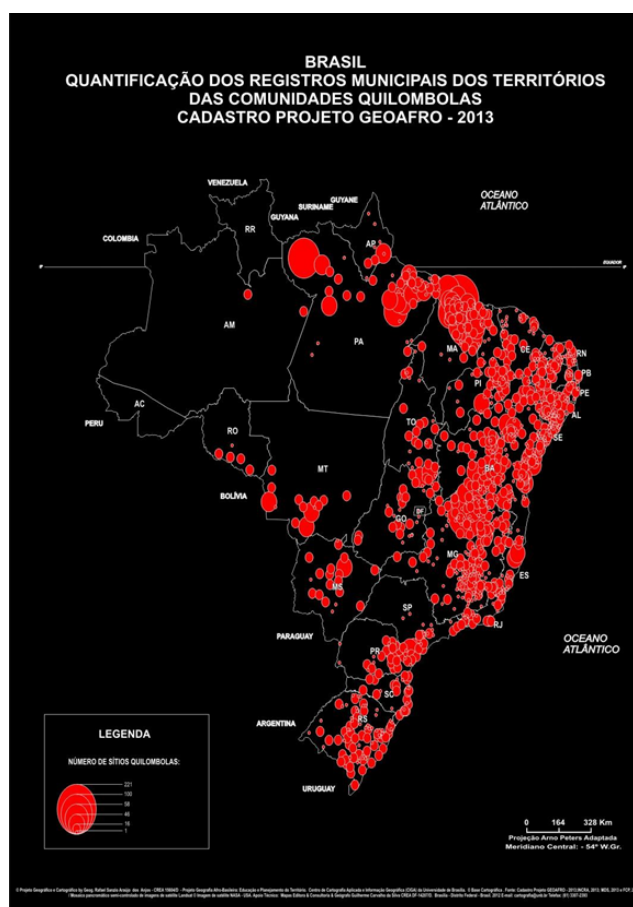 BRASIL
QUANTIFICAÇÃO DOS REGISTROS MUNICIPAIS DOS TERRITÓRIOS
DAS COMUNIDADES QUILOMBOLAS
CADASTRO PROJETO GEOAFRO - 2013
VENEZUELA
GUYANE
SURINAME
GUYANA
OCEANO
ATLÂNTICO
COLOMBIA
RR
AP
EQUADOR
AM
PA
MA
CE
RN
PB
PI
PE
AL
AC
TO
SE
PERU
RO
BA
MT
BOLÍVIA
DF
GO
MG
ES
MS
SP
RJ
PARAGUAY
OCEANO
ATLÂNTICO
PR
SC
ARGENTINA
RS
URUGUAY
LEGENDA
NÚMERO DE SÍTIOS QUILOMBOLAS:
221
100
58
46
16
1
0 164 328 Km
Projeção Arno Peters Adaptada
Meridiano Central: - 54º W.Gr.